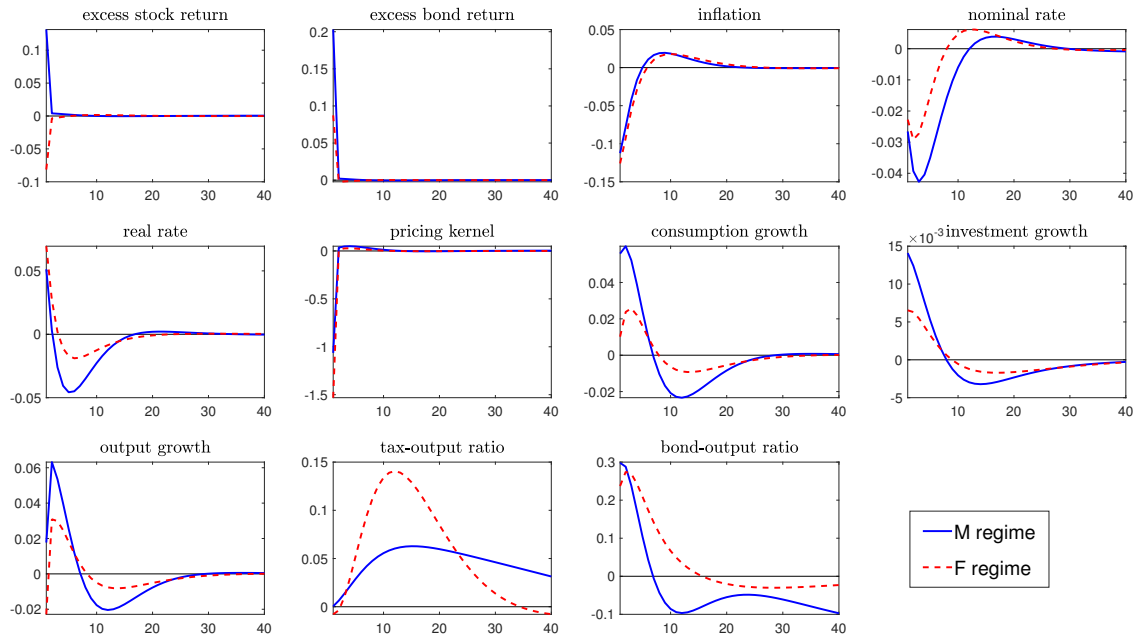 excess stock return
0.1
0.05
0
-0.05
-0.1
10 20 30 40
excess bond return
0.2
0.15
0.1
0.05
0
10 20 30 40
inflation
0.05
0
-0.05
-0.1
-0.15
10 20 30 40
nominal rate
0
-0.01
-0.02
-0.03
-0.04
10 20 30 40
real rate
0.05
0
-0.05
10 20 30 40
pricing kernel
0
-0.5
-1
-1.5
10 20 30 40
consumption growth
0.04
0.02
0
-0.02
10 20 30 40
×10-3 investment growth
15
10
5
0
-5
10 20 30 40
output growth
0.06
0.04
0.02
0
-0.02
10 20 30 40
tax-output ratio
0.15
0.1
0.05
0
10 20 30 40
bond-output ratio
0.3
0.2
0.1
0
-0.1
10 20 30 40
M regime
F regime